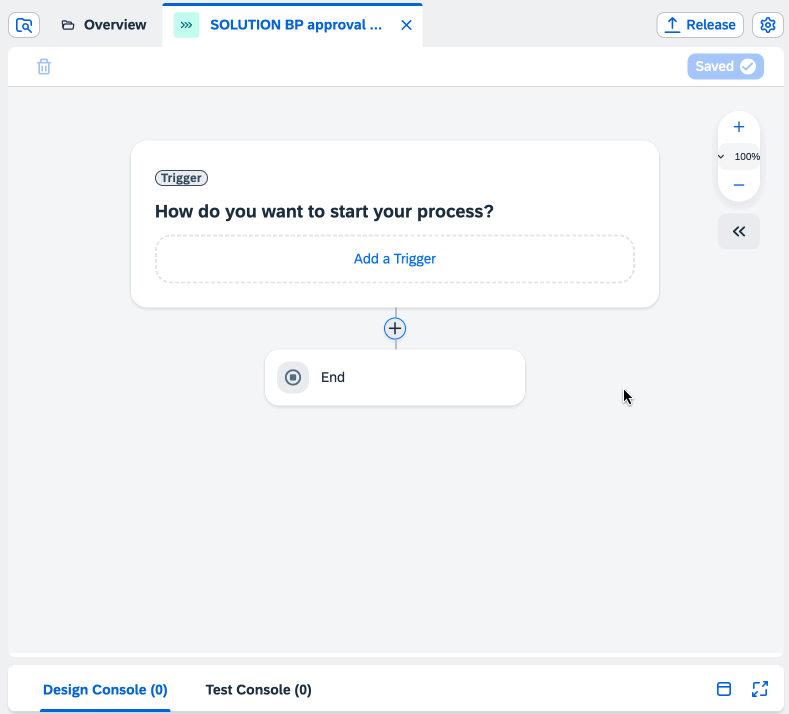 Overview
SOLUTION BP approval ...
Release
Saved
100%
Trigger
How do you want to start your process?
Add a Trigger
End
Design Console (0)
Test Console (0)